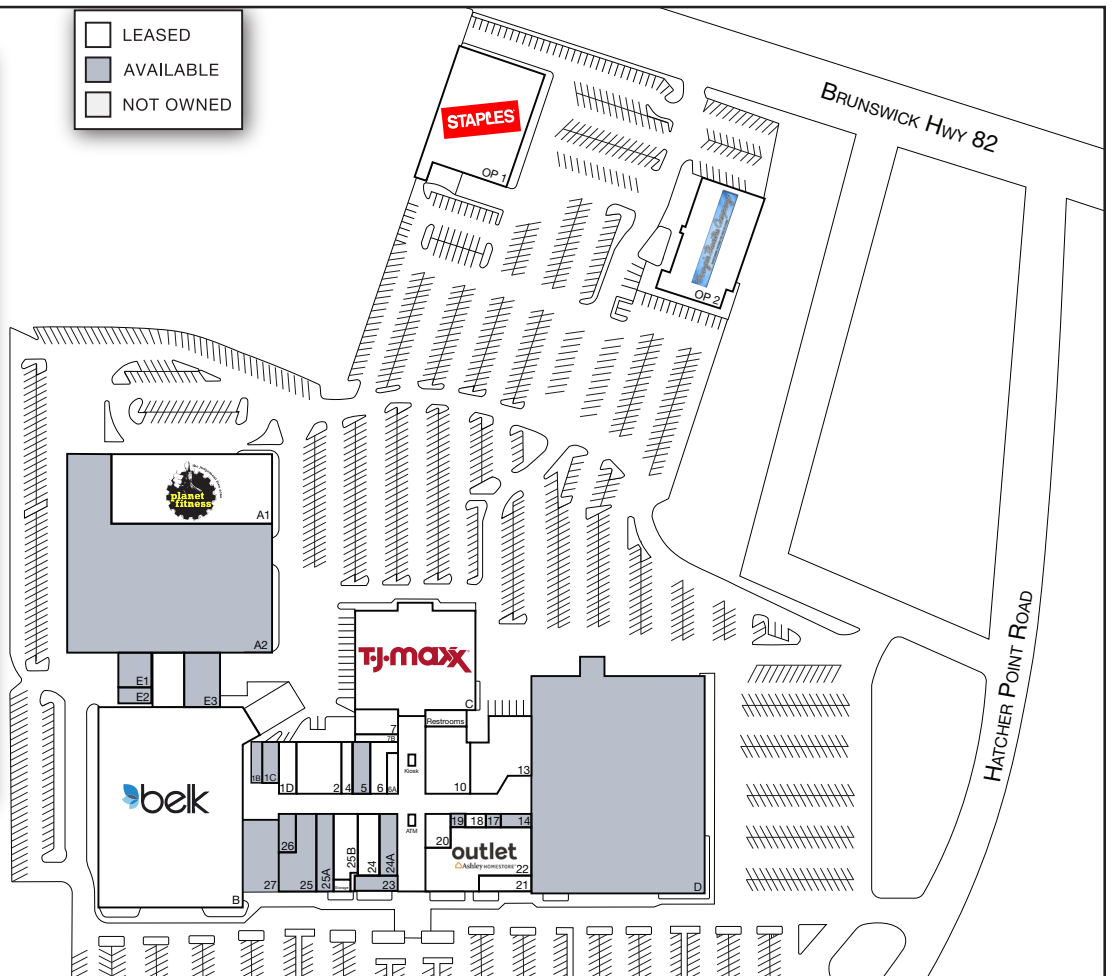 LEASED
AVAILABLE
NOT OWNED
BRUNSWICK HWY 82
STAPLES
OP 1
OP 2
HATCHER POINT ROAD
planet
fitness
A1
A2
E1
E2
E3
T.J.maxx
C
Restrooms
7
7B
1B
1C
1D
2
4
5
6
6A
Kiosk
10
13
belk
B
ATM
19
18
17
14
20
outlet
Ashley HOMESTORE
22
21
26
27
25
25A
25B
Storage
24
24A
23
D